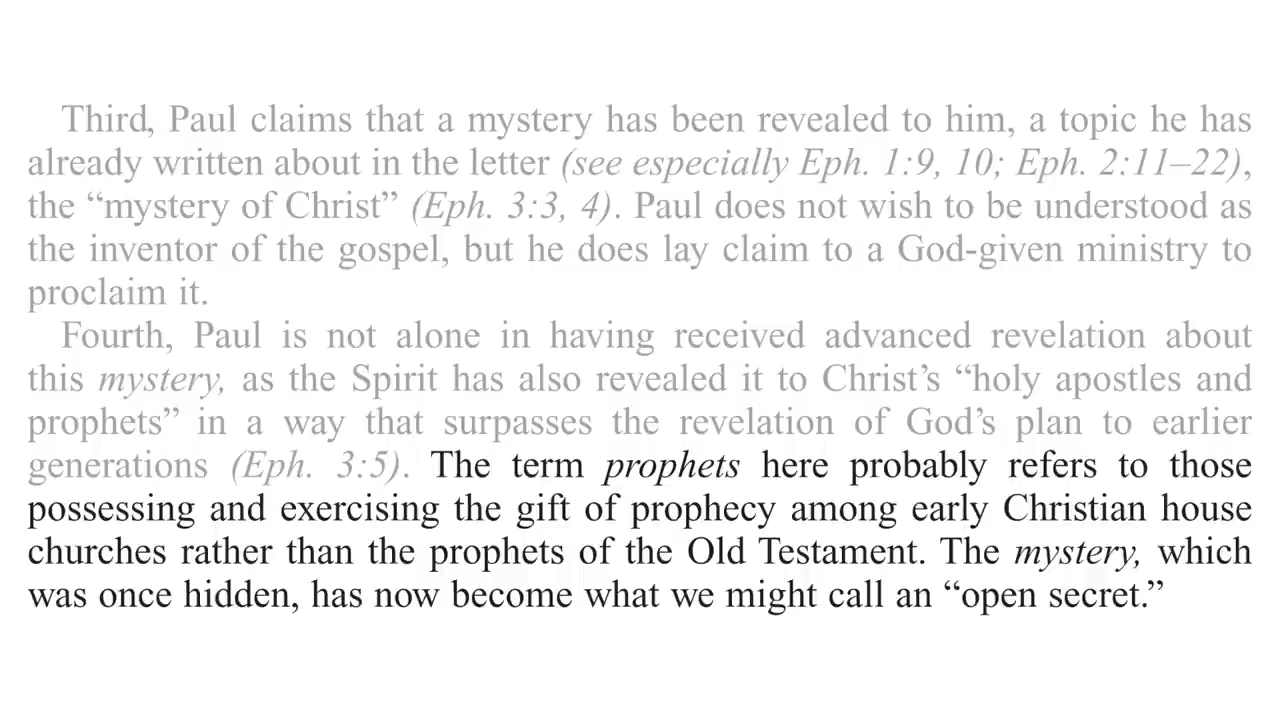 Third, Paul claims that a mystery has been revealed to him, a topic he has
already written about in the letter (see especially Eph. 1:9, 10; Eph. 2:11–22),
the “mystery of Christ” (Eph. 3:3, 4). Paul does not wish to be understood as
the inventor of the gospel, but he does lay claim to a God-given ministry to
proclaim it.
Fourth, Paul is not alone in having received advanced revelation about
this mystery, as the Spirit has also revealed it to Christ’s “holy apostles and
prophets” in a way that surpasses the revelation of God’s plan to earlier
generations (Eph. 3:5). The term prophets here probably refers to those
possessing and exercising the gift of prophecy among early Christian house
churches rather than the prophets of the Old Testament. The mystery, which
was once hidden, has now become what we might call an “open secret.”